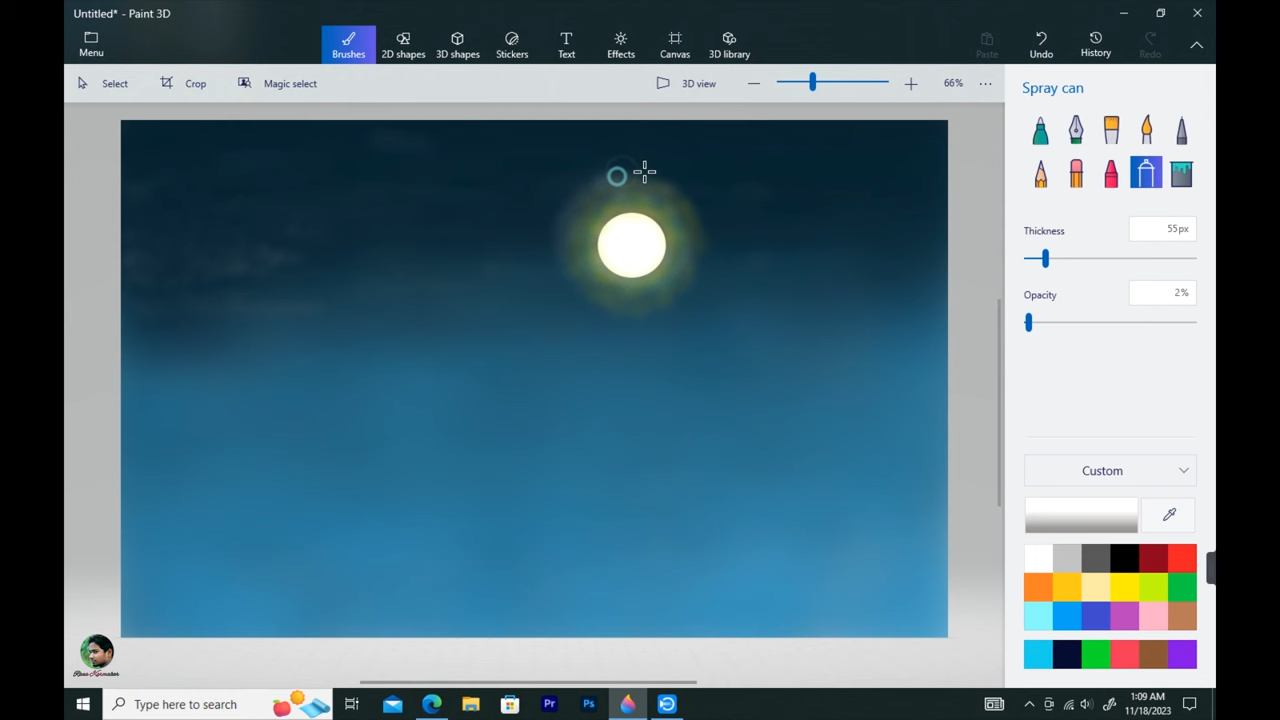 Untitled* - Paint 3D
Menu
Brushes
2D shapes
3D shapes
Stickers
Text
Effects
Canvas
3D library
Paste
Undo
History
Redo
Select
Crop
Magic select
3D view
66%
Spray can
Thickness
55px
Opacity
2%
Custom
Type here to search
Pr
Ps
1:09 AM
11/18/2023